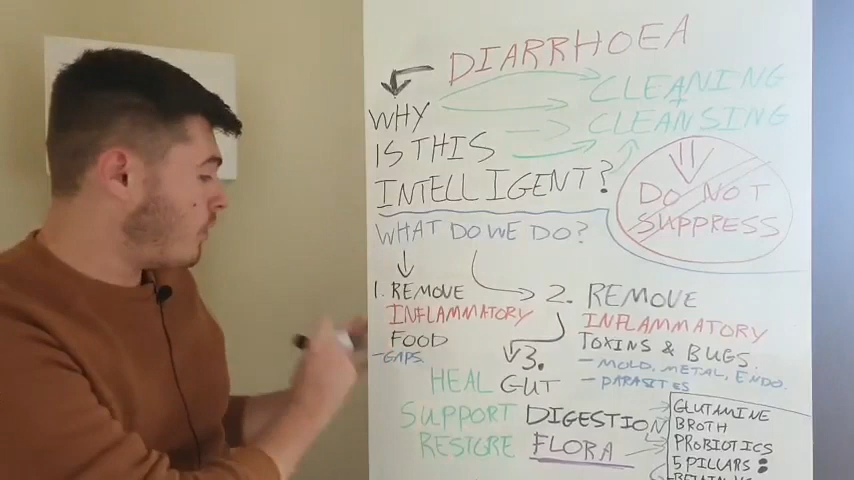 DIARRHOEA
WHY
IS THIS
INTELLIGENT?
CLEANING
CLEANSING
DO NOT
SUPPRESS
WHAT DO WE DO?
1. REMOVE
INFLAMMATORY
FOOD
- GAPS.
2. REMOVE
INFLAMMATORY
TOXINS & BUGS.
- MOLD, METAL, ENDO.
- PARASITES
3.
HEAL GUT
SUPPORT DIGESTION
RESTORE FLORA
GLUTAMINE
BROTH
PROBIOTICS
5 PILLARS: